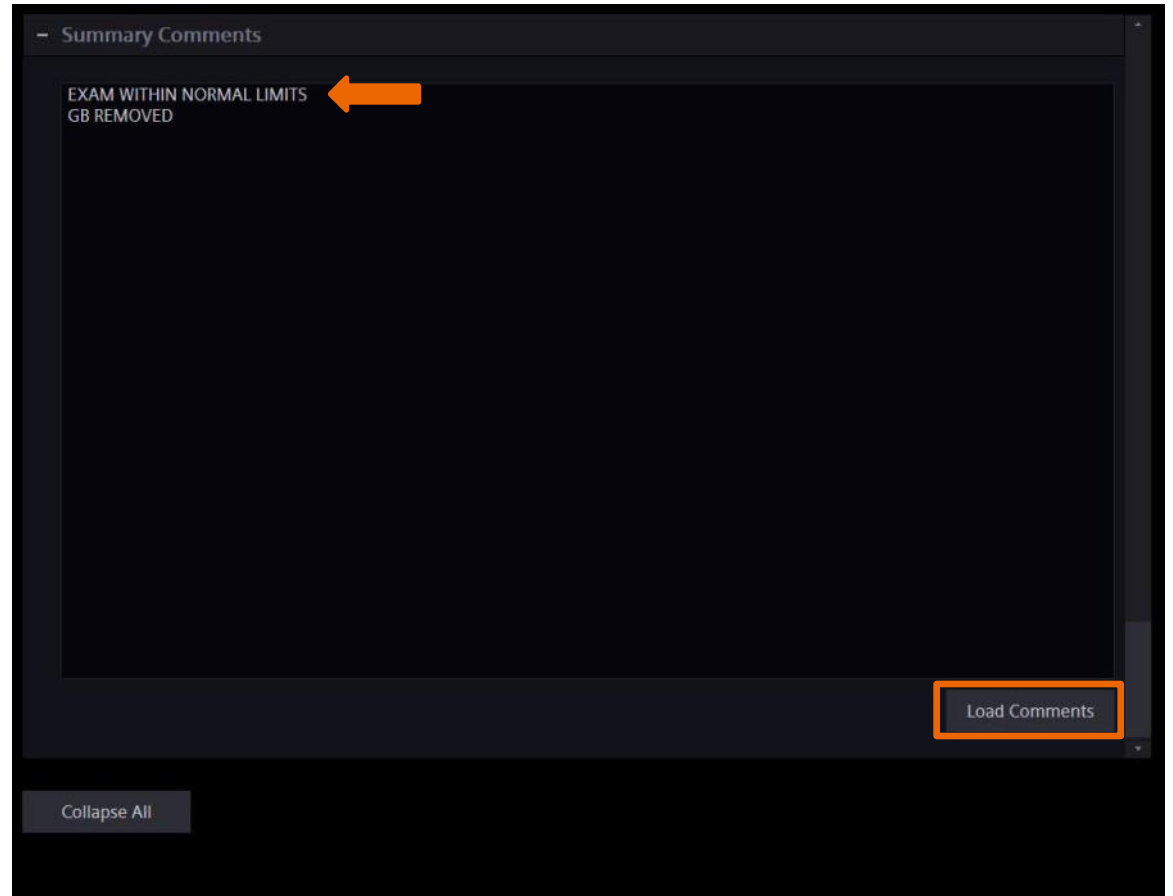 – Summary Comments
EXAM WITHIN NORMAL LIMITS
GB REMOVED
Load Comments
Collapse All